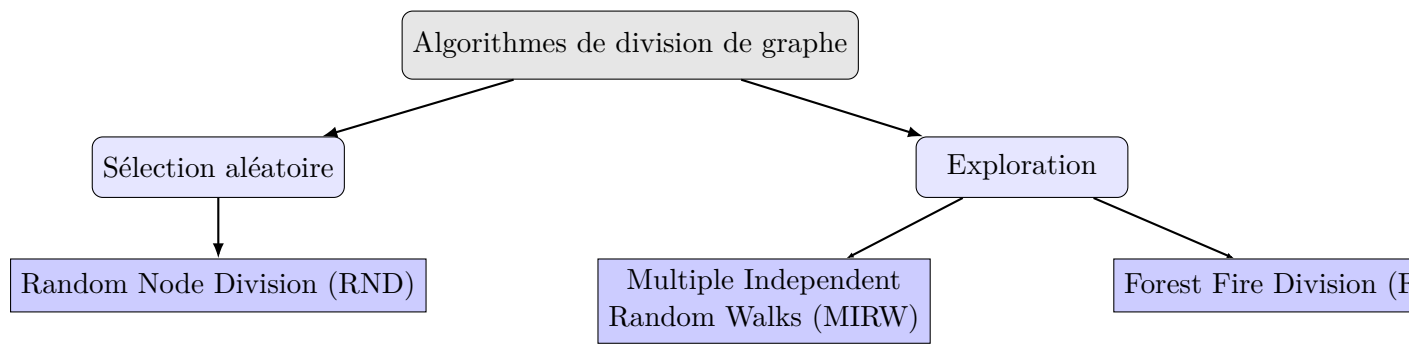 Algorithmes de division de graphe
Sélection aléatoire
Exploration
Random Node Division (RND)
Multiple Independent
Random Walks (MIRW)
Forest Fire Division (